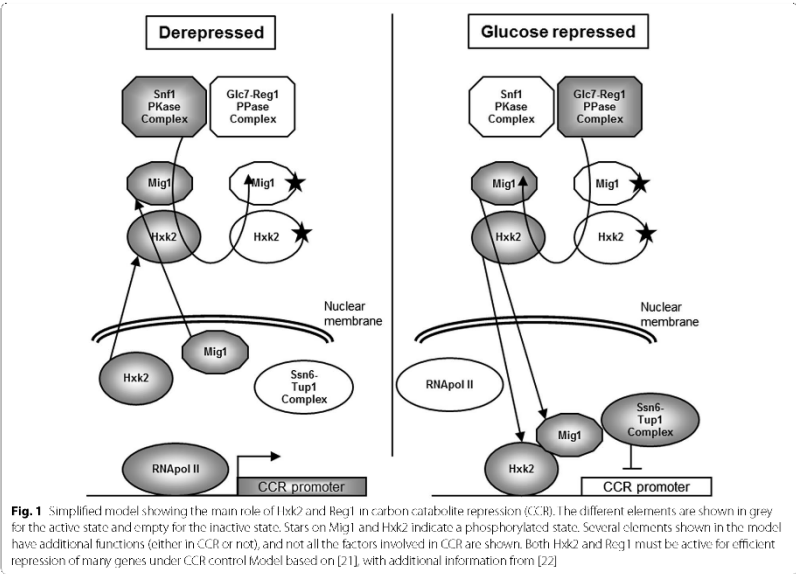 Derepressed
Glucose repressed
Snf1
PKase
Complex
Glc7-Reg1
PPase
Complex
Snf1
PKase
Complex
Glc7-Reg1
PPase
Complex
Mig1
Mig1
Mig1
Mig1
Hxk2
Hxk2
Hxk2
Hxk2
Nuclear
membrane
Nuclear
membrane
Mig1
Hxk2
Ssn6-
Tup1
Complex
RNApol II
Ssn6-
Tup1
Complex
Mig1
Hxk2
RNApol II
CCR promoter
CCR promoter
Fig. 1 Simplified model showing the main role of Hxk2 and Reg1 in carbon catabolite repression (CCR). The different elements are shown in grey
for the active state and empty for the inactive state. Stars on Mig1 and Hxk2 indicate a phosphorylated state. Several elements shown in the model
have additional functions (either in CCR or not), and not all the factors involved in CCR are shown. Both Hxk2 and Reg1 must be active for efficient
repression of many genes under CCR control Model based on [21], with additional information from [22]